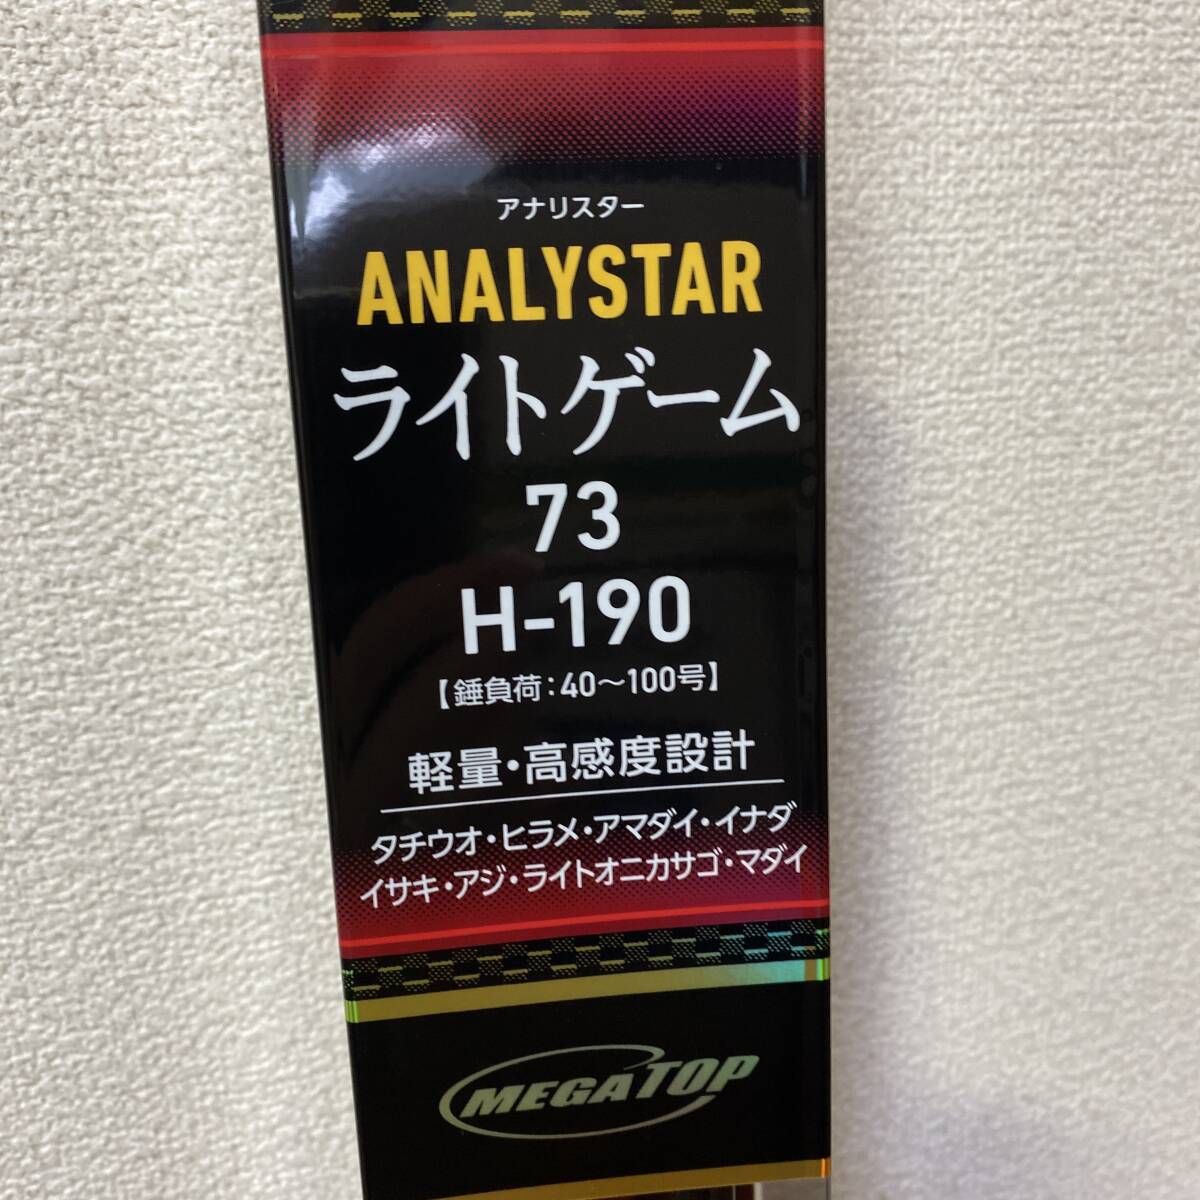 アナリスター
ANALYSTAR
ライトゲーム
73
H-190
【錘負荷:40～100号】
軽量・高感度設計
タチウオ・ヒラメ・アマダイ・イナダ
イサキ・アジ・ライトオニカサゴ・マダイ
MEGATOP